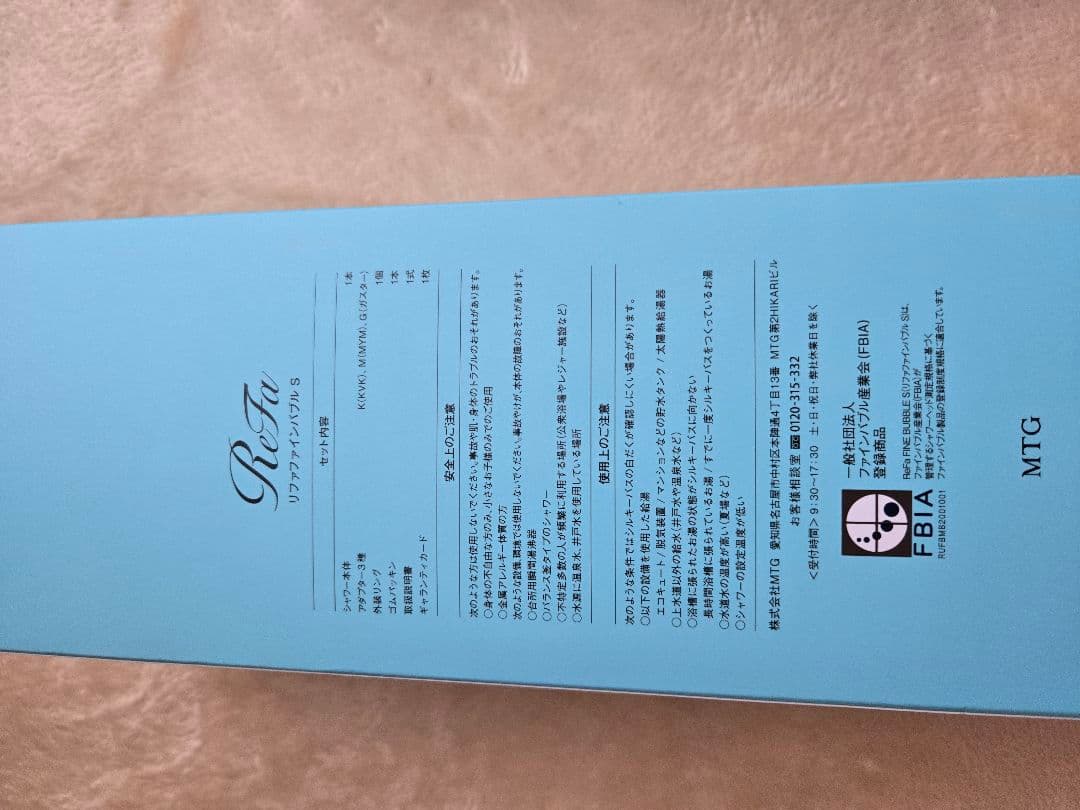 ReFa
リファファインバブル S
セット内容
シャワー本体 1本
アダプター3種 K(KVK)、M(MYM)、G(ガスター)
外装リング 1個
ゴムパッキン 1本
取扱説明書 1式
ギャランティカード 1枚
安全上のご注意
次のような方は使用しないでください。事故や肌・身体のトラブルのおそれがあります。
○身体の不自由な方のみ、小さなお子様のみでのご使用
○金属アレルギー体質の方
次のような設備、環境では使用しないでください。事故やけが、本体の故障のおそれがあります。
○台所用瞬間湯沸器
○バランス釜タイプのシャワー
○不特定多数の人が頻繁に利用する場所(公衆浴場やレジャー施設など)
○水源に温泉水、井戸水を使用している場所
使用上のご注意
次のような条件ではシルキーバスの白だくが確認しにくい場合があります。
○以下の設備を使用した給湯
エコキュート / 脱気装置 / マンションなどの貯水タンク / 太陽熱給湯器
○上水道以外の給水(井戸水や温泉水など)
○浴槽に張られたお湯の状態がシルキーバスに向かない
長時間浴槽に張られているお湯 / すでに一度シルキーバスをつくっているお湯
○水道水の温度が高い(夏場など)
○シャワーの設定温度が低い
株式会社MTG 愛知県名古屋市中村区本陣通4丁目13番 MTG第2HIKARIビル
お客様相談室 0120-315-332
<受付時間> 9:30~17:30 土・日・祝日・弊社休業日を除く
一般社団法人
ファインバブル産業会(FBIA)
登録商品
FBIA
RUFBMB2001001
ReFa FINE BUBBLE S(リファファインバブル S)は、
ファインバブル産業会(FBIA)が
管理するシャワーヘッド測定規格に基づく
ファインバブル製品の登録制度規格に適合しています。
MTG